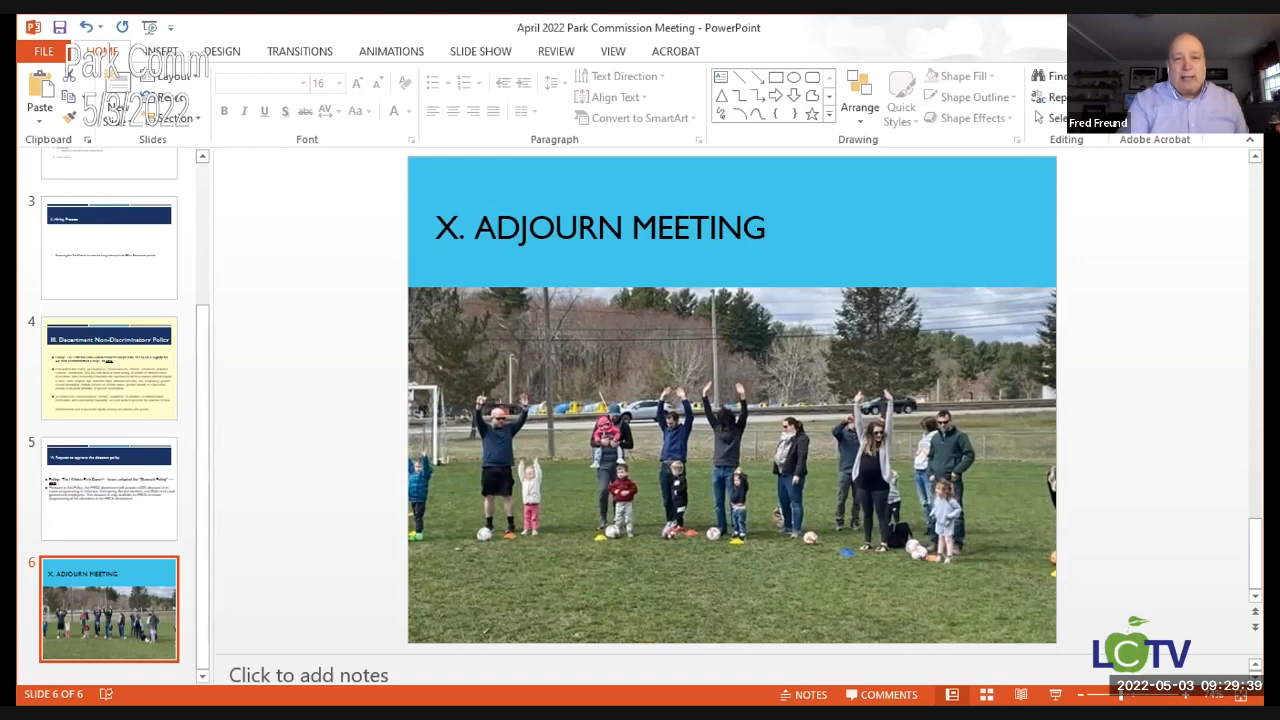 April 2022 Park Commission Meeting - PowerPoint
FILE HOME INSERT DESIGN TRANSITIONS ANIMATIONS SLIDE SHOW REVIEW VIEW ACROBAT
Park Comm
5/3/2022
Paste
Layout
New
Section
16
B I U S abc AV Aa
Text Direction
Align Text
Convert to SmartArt
Arrange
Quick
Styles
Shape Fill
Shape Outline
Shape Effects
Fred Freund
Clipboard Slides Font Paragraph Drawing Editing Adobe Acrobat
3
4
III. Department Non-Discriminatory Policy
5
6
X. ADJOURN MEETING
X. ADJOURN MEETING
Click to add notes
LCTV
2022-05-03 09:29:39
SLIDE 6 OF 6
NOTES COMMENTS